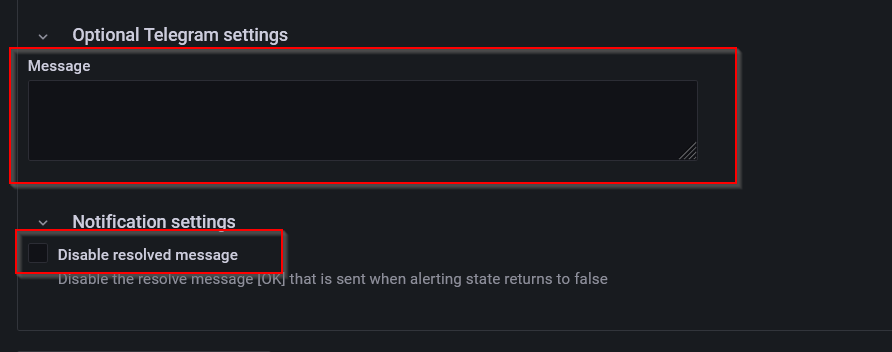 Optional Telegram settings
Message
Notification settings
Disable resolved message
Disable the resolve message [OK] that is sent when alerting state returns to false